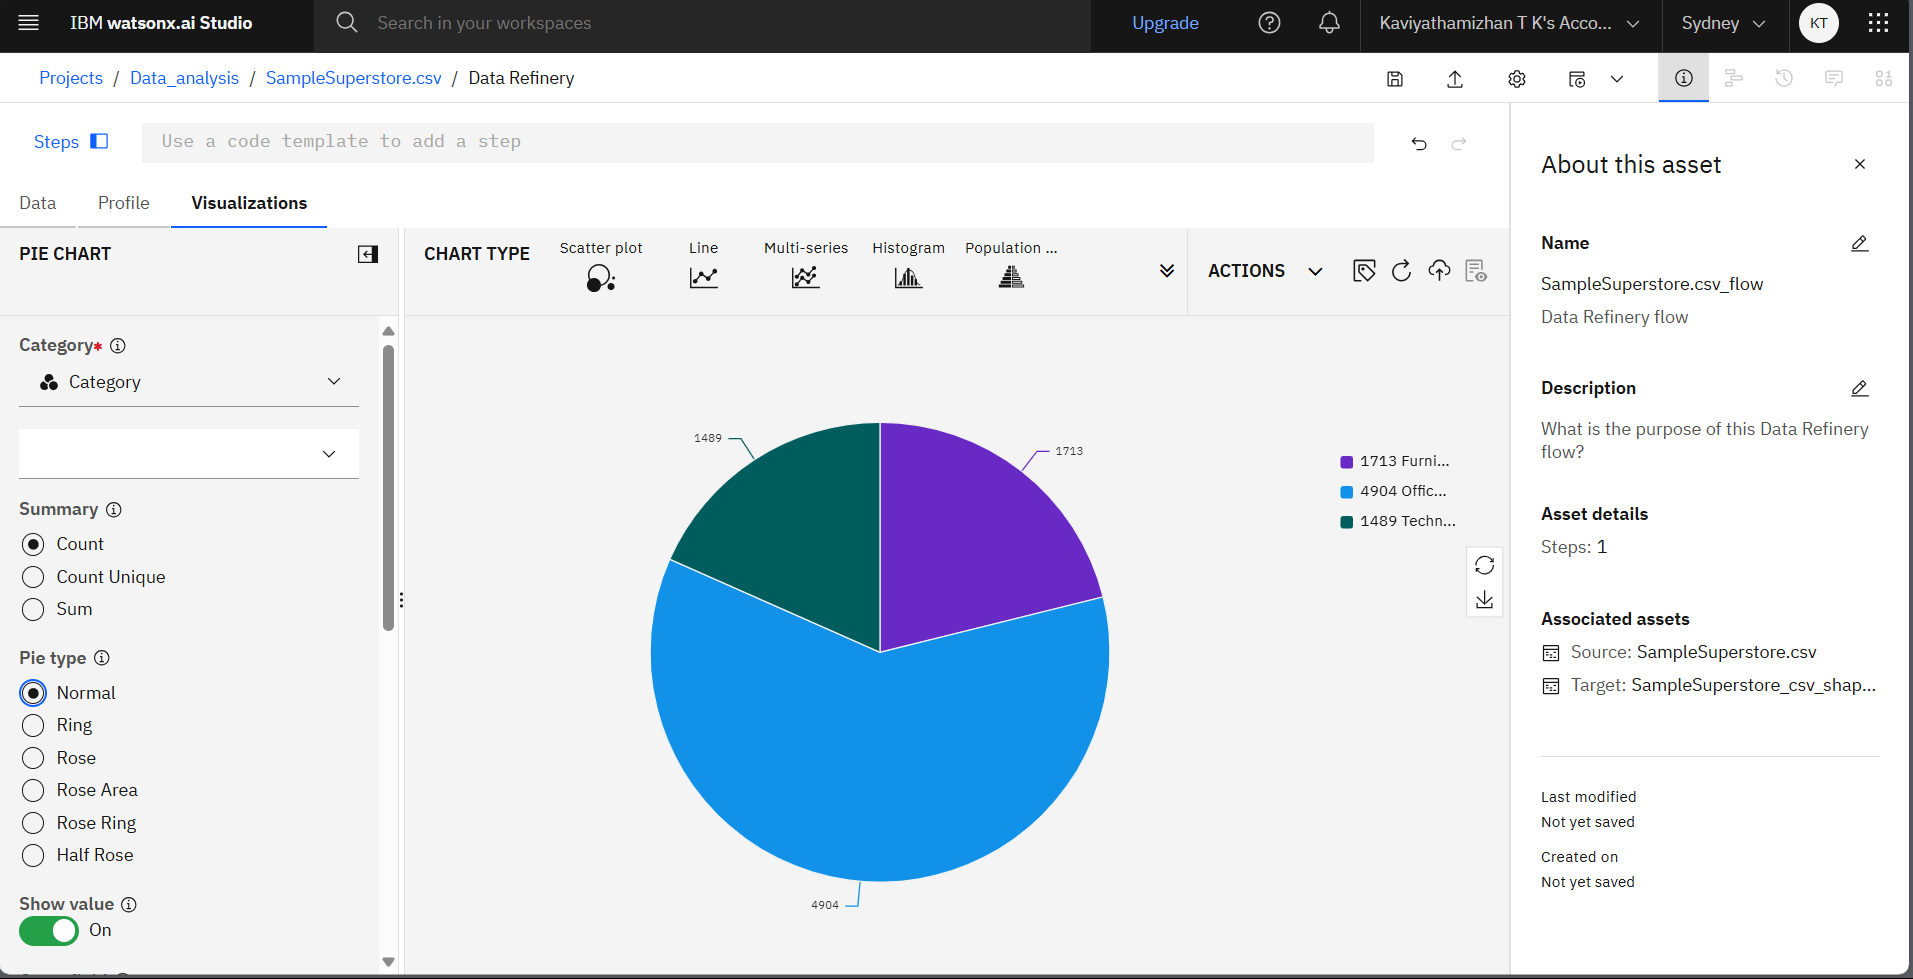 IBM watsonx.ai Studio
Search in your workspaces
Upgrade
Kaviyathamizhan T K's Acco...
Sydney
KT
Projects / Data_analysis / SampleSuperstore.csv / Data Refinery
Steps
Use a code template to add a step
Data
Profile
Visualizations
PIE CHART
Category*
Category
Summary
Count
Count Unique
Sum
Pie type
Normal
Ring
Rose
Rose Area
Rose Ring
Half Rose
Show value
On
CHART TYPE
Scatter plot
Line
Multi-series
Histogram
Population ...
ACTIONS
1489
1713
4904
1713 Furni...
4904 Offic...
1489 Techn...
About this asset
Name
SampleSuperstore.csv_flow
Data Refinery flow
Description
What is the purpose of this Data Refinery
flow?
Asset details
Steps: 1
Associated assets
Source: SampleSuperstore.csv
Target: SampleSuperstore_csv_shap...
Last modified
Not yet saved
Created on
Not yet saved